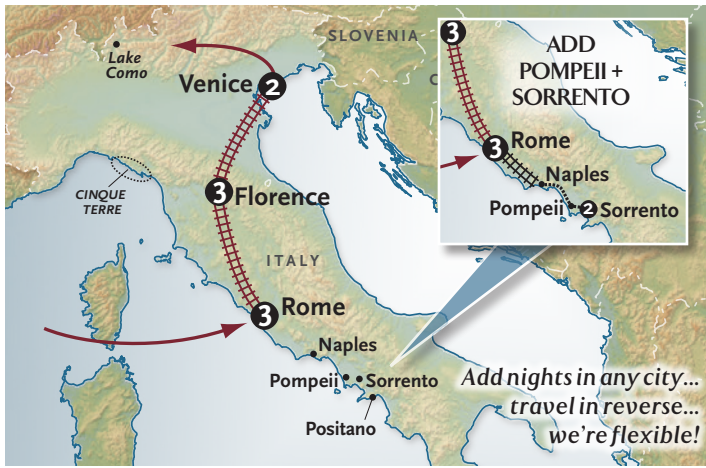 SLOVENIA
Lake
Como
Venice 2
CINQUE
TERRE
3 Florence
ITALY
3 Rome
Naples
Pompeii
Sorrento
Positano
3
ADD
POMPEII +
SORRENTO
C
3 Rome
Naples
Pompeii
2 Sorrento
Add nights in any city...
travel in reverse...
we're flexible!